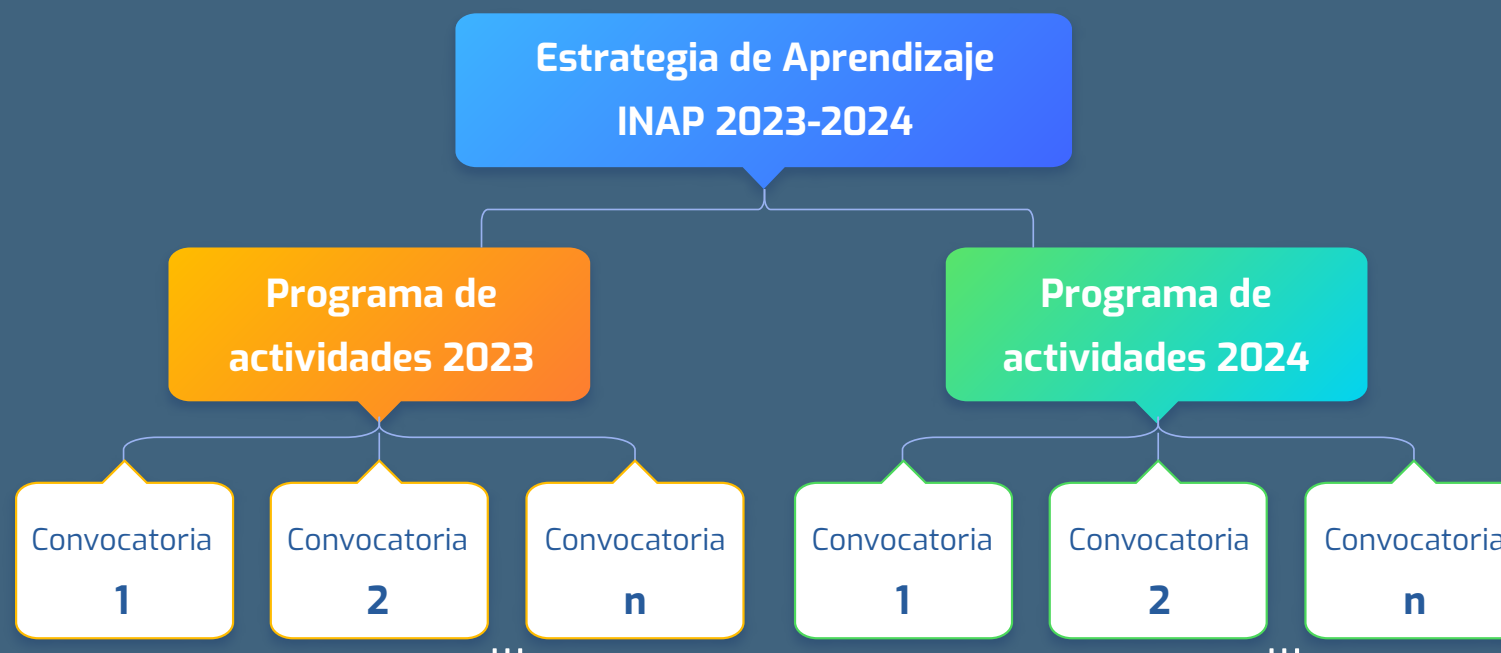 Estrategia de Aprendizaje
INAP 2023-2024
Programa de
actividades 2023
Programa de
actividades 2024
Convocatoria
1
Convocatoria
2
Convocatoria
n
Convocatoria
1
Convocatoria
2
Convocatoria
n